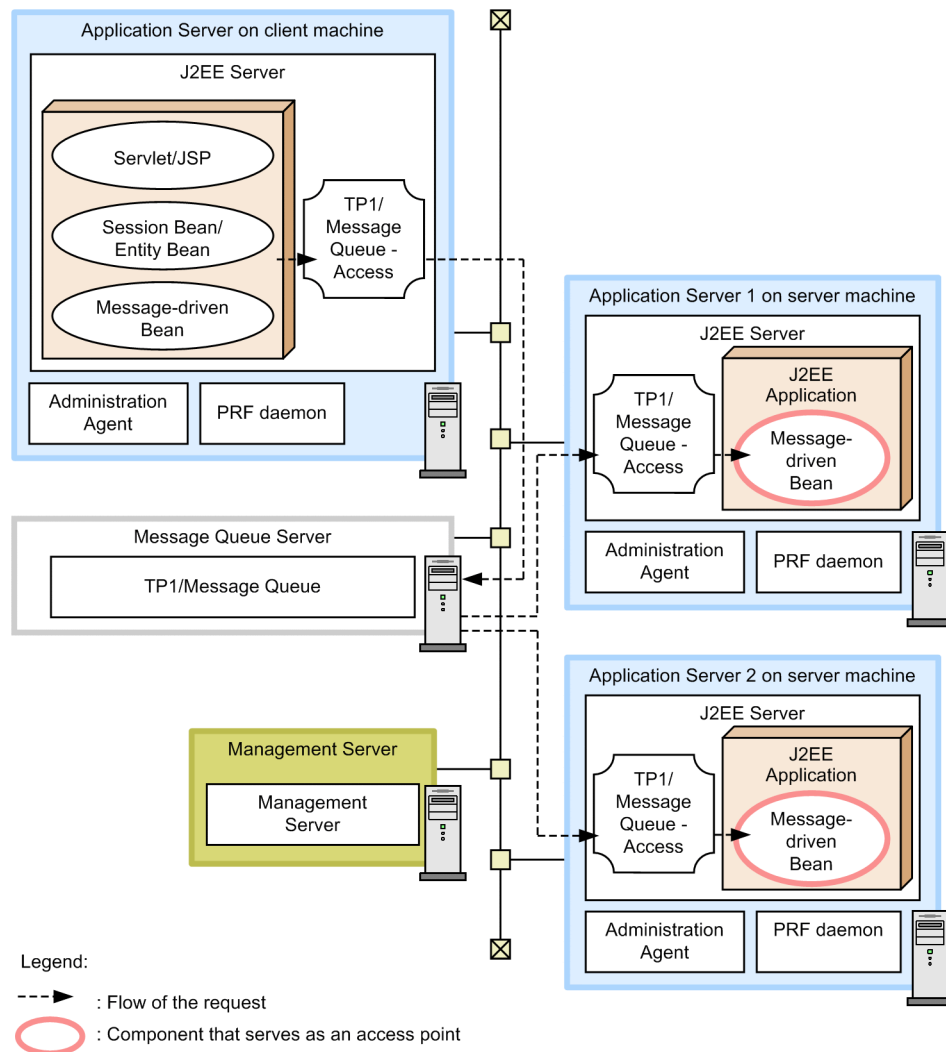 Application Server on client machine
J2EE Server
Servlet/JSP
Session Bean/
Entity Bean
Message-driven
Bean
TP1/
Message
Queue -
Access
Administration
Agent
PRF daemon
Message Queue Server
TP1/Message Queue
Management Server
Management
Server
Application Server 1 on server machine
J2EE Server
TP1/
Message
Queue -
Access
J2EE
Application
Message-
driven
Bean
Administration
Agent
PRF daemon
Application Server 2 on server machine
J2EE Server
TP1/
Message
Queue -
Access
J2EE
Application
Message-
driven
Bean
Administration
Agent
PRF daemon
Legend:
: Flow of the request
: Component that serves as an access point